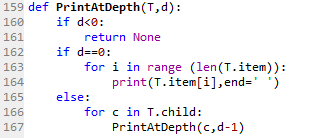 159 def PrintAtDepth(T,d):
160     if d<0:
161         return None
162     if d==0:
163         for i in range (len(T.item)):
164             print(T.item[i],end=' ')
165     else:
166         for c in T.child:
167             PrintAtDepth(c,d-1)